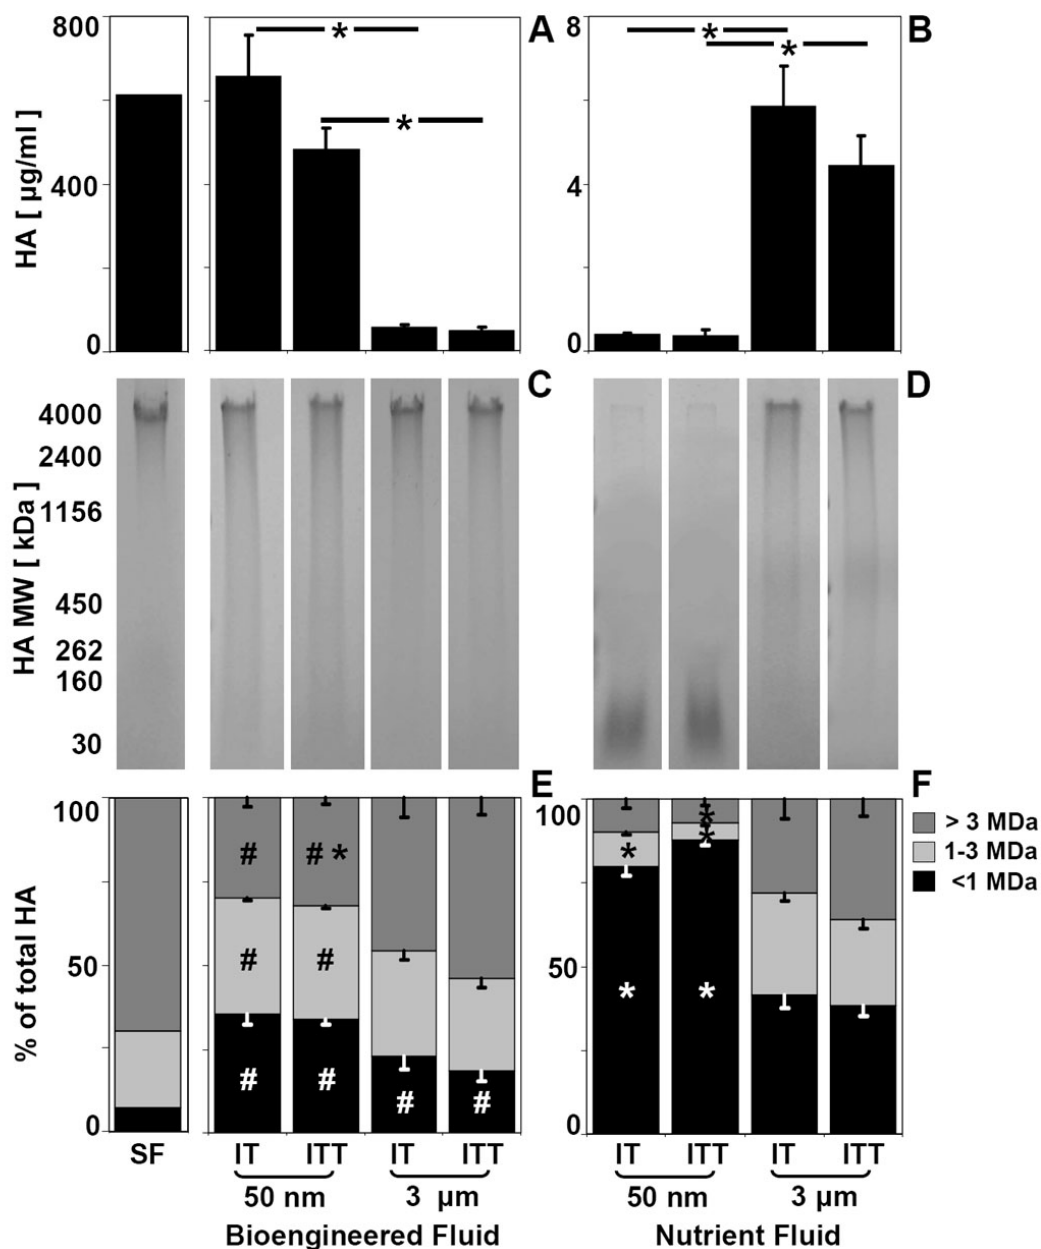 800
400
0
HA [ µg/ml ]
*
*
A
8
4
0
*
*
B
4000
2400
1156
450
262
160
30
HA MW [ kDa ]
C
D
100
50
0
% of total HA
E
#
# *
#
#
#
#
#
#
100
50
0
F
*
*
*
*
*
> 3 MDa
1-3 MDa
<1 MDa
SF
IT
ITT
IT
ITT
50 nm
3 µm
Bioengineered Fluid
IT
ITT
IT
ITT
50 nm
3 µm
Nutrient Fluid